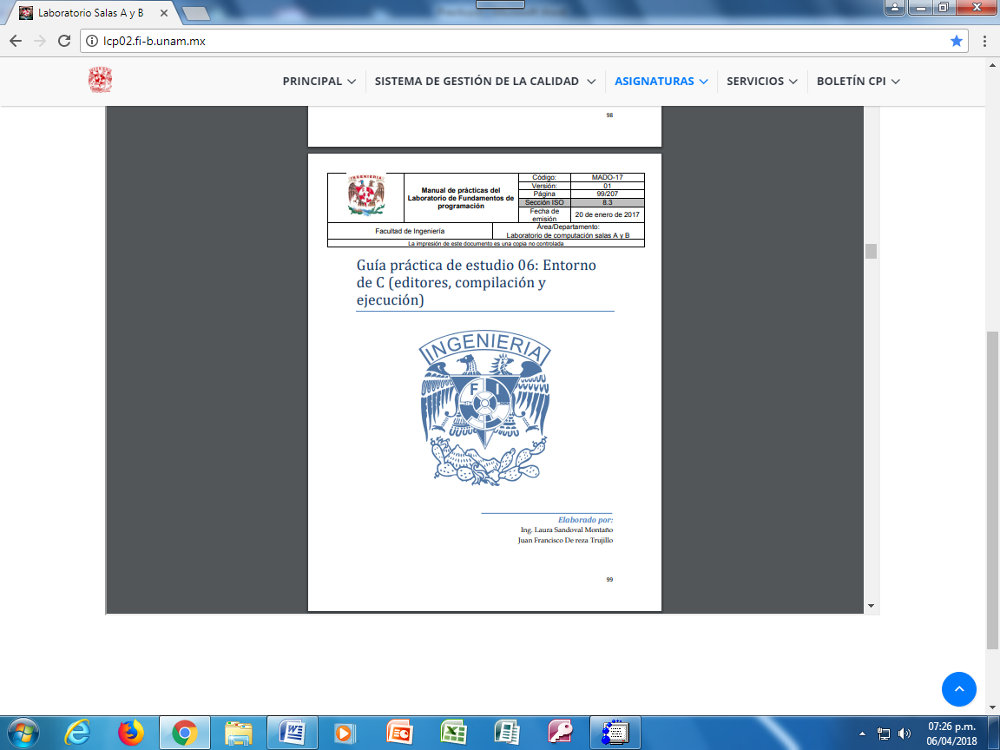 Laboratorio Salas A y B
lcp02.fi-b.unam.mx
PRINCIPAL
SISTEMA DE GESTIÓN DE LA CALIDAD
ASIGNATURAS
SERVICIOS
BOLETÍN CPI
98
INGENIERIA
Manual de prácticas del
Laboratorio de Fundamentos de
programación
Código: MADO-17
Versión: 01
Página 99/207
Sección ISO 8.3
Fecha de
emisión 20 de enero de 2017
Facultad de Ingeniería
Área/Departamento:
Laboratorio de computación salas A y B
La impresión de este documento es una copia no controlada
Guía práctica de estudio 06: Entorno
de C (editores, compilación y
ejecución)
INGENIERIA
F I
Elaborado por:
Ing. Laura Sandoval Montaño
Juan Francisco De reza Trujillo
99
07:26 p.m.
06/04/2018